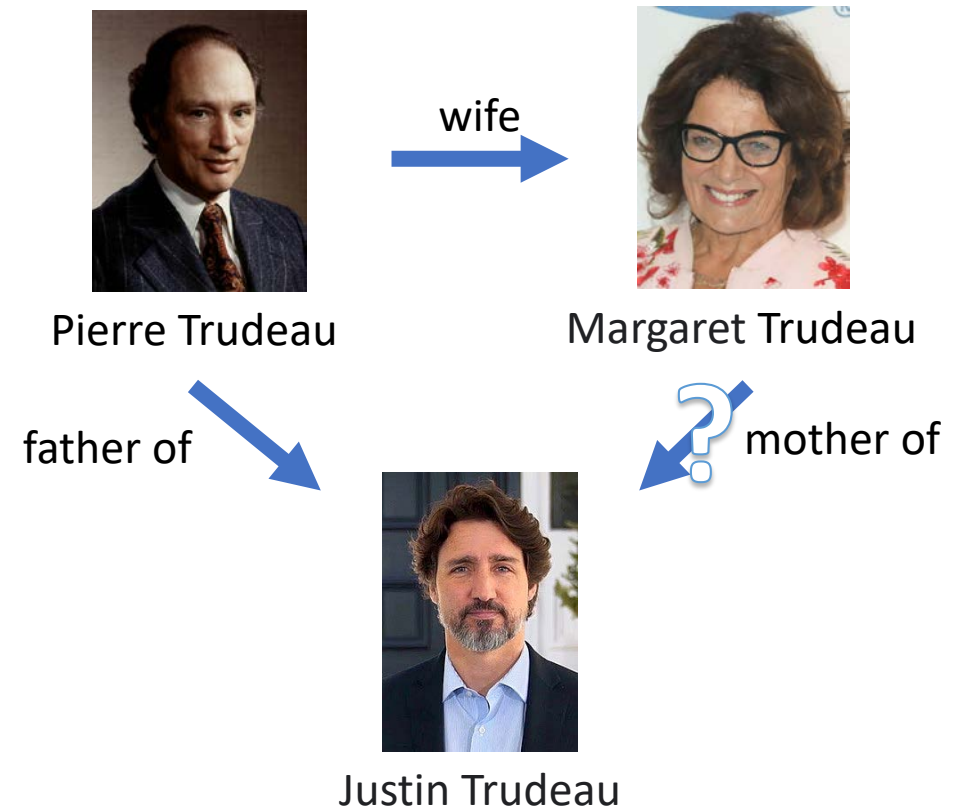 wife
Pierre Trudeau
Margaret Trudeau
father of
?
mother of
Justin Trudeau